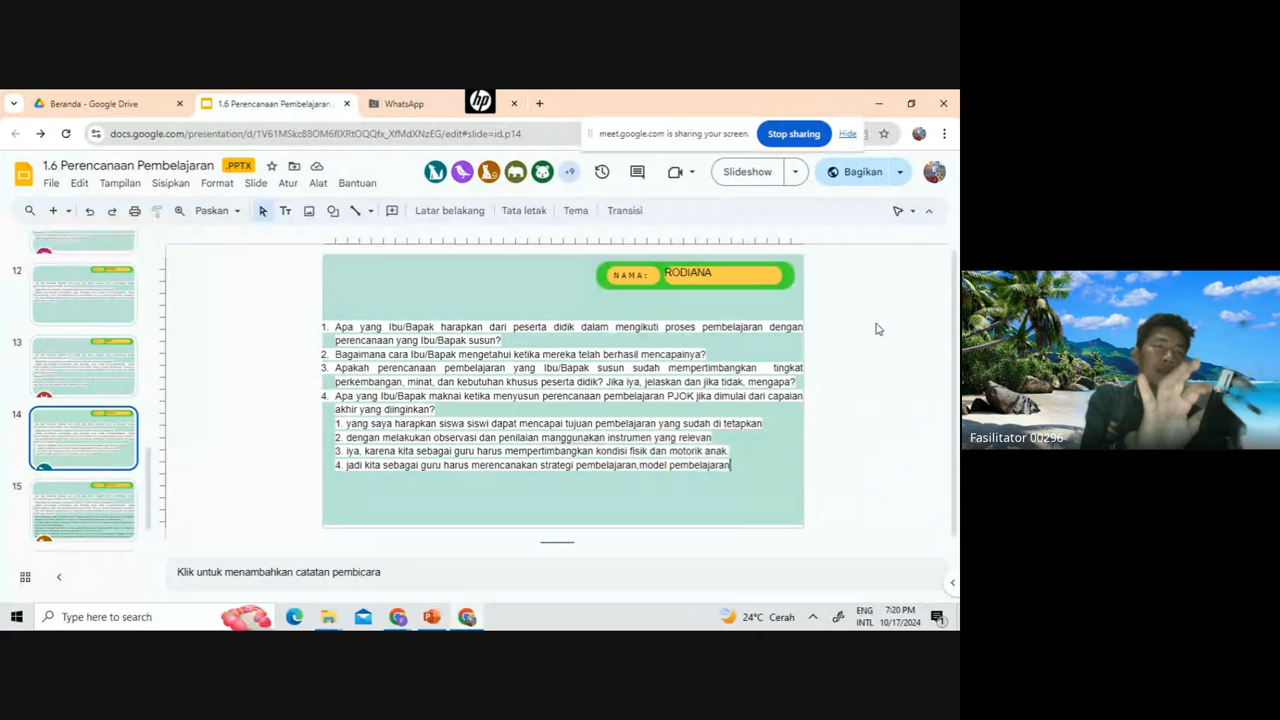 Beranda - Google Drive
1.6 Perencanaan Pembelajaran
WhatsApp
hp
docs.google.com/presentation/d/1V61MSkc88OM6flXRtOQQfx_XfMdXNzEG/edit#slide=id.p14
meet.google.com is sharing your screen.
Stop sharing
Hide
1.6 Perencanaan Pembelajaran
.PPTX
File Edit Tampilan Sisipkan Format Slide Atur Alat Bantuan
+9
Slideshow
Bagikan
Paskan
Tt
Latar belakang
Tata letak
Tema
Transisi
12
13
14
15
NAMA:
RODIANA
1. Apa yang Ibu/Bapak harapkan dari peserta didik dalam mengikuti proses pembelajaran dengan
perencanaan yang Ibu/Bapak susun?
2. Bagaimana cara Ibu/Bapak mengetahui ketika mereka telah berhasil mencapainya?
3. Apakah perencanaan pembelajaran yang Ibu/Bapak susun sudah mempertimbangkan tingkat
perkembangan, minat, dan kebutuhan khusus peserta didik? Jika iya, jelaskan dan jika tidak, mengapa?
4. Apa yang Ibu/Bapak maknai ketika menyusun perencanaan pembelajaran PJOK jika dimulai dari capaian
akhir yang diinginkan?
1. yang saya harapkan siswa siswi dapat mencapai tujuan pembelajaran yang sudah di tetapkan
2. dengan melakukan observasi dan penilaian manggunakan instrumen yang relevan
3. iya, karena kita sebagai guru harus mempertimbangkan kondisi fisik dan motorik anak.
4. jadi kita sebagai guru harus merencanakan strategi pembelajaran,model pembelajaran
Klik untuk menambahkan catatan pembicara
Type here to search
24°C Cerah
ENG
INTL
7:20 PM
10/17/2024
1
Fasilitator 00296